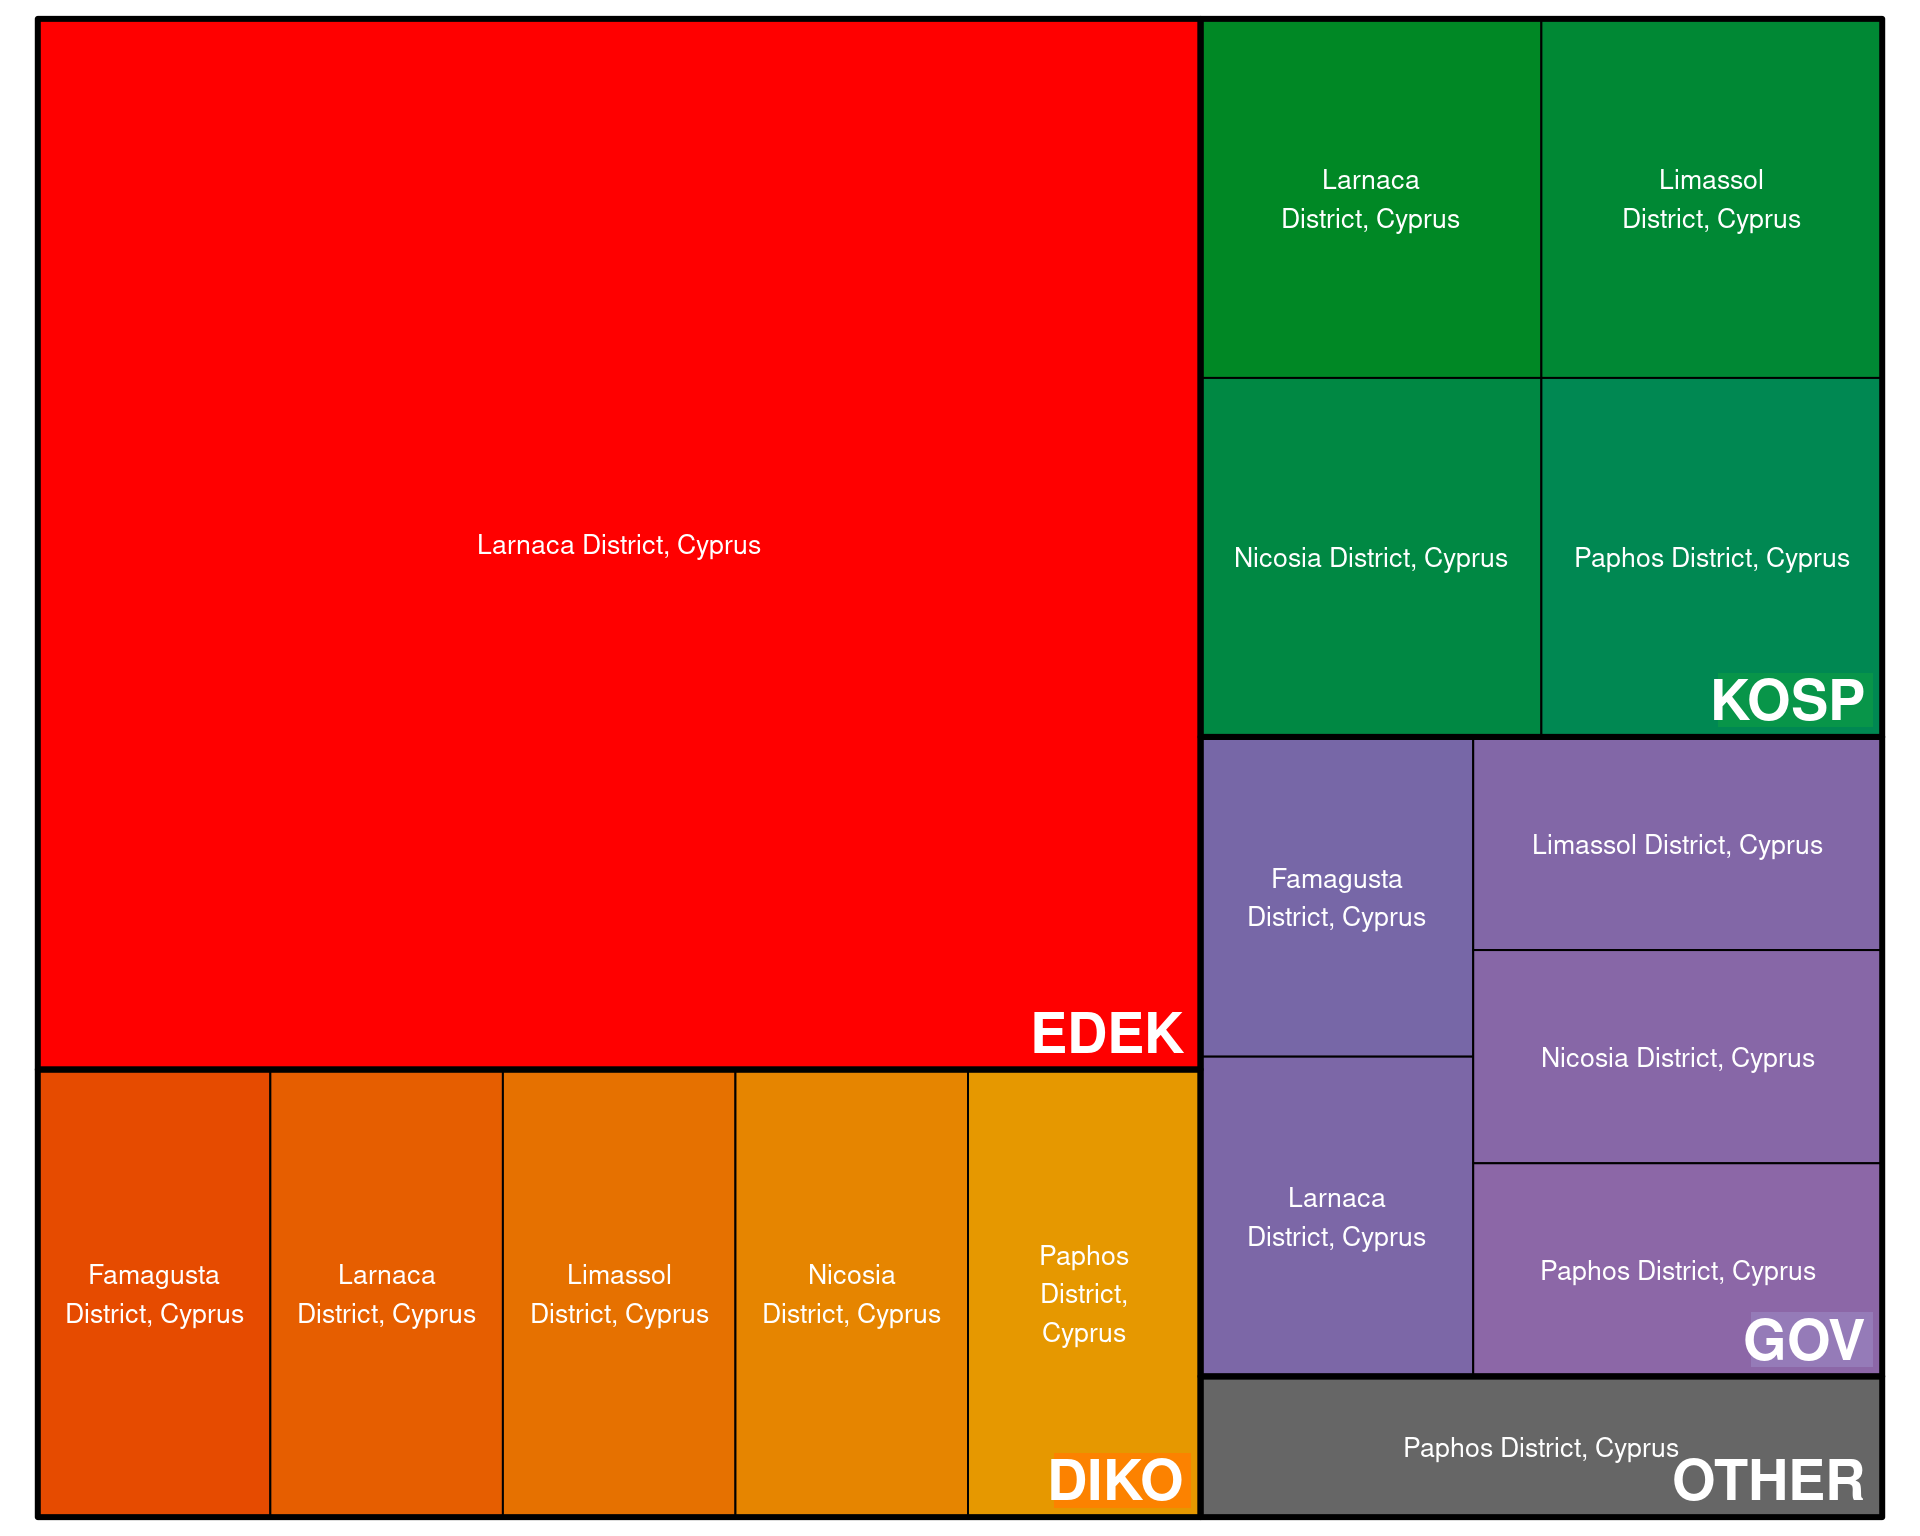 Larnaca District, Cyprus
EDEK
Famagusta
District, Cyprus
Larnaca
District, Cyprus
Limassol
District, Cyprus
Nicosia
District, Cyprus
Paphos
District,
Cyprus
DIKO
Larnaca
District, Cyprus
Limassol
District, Cyprus
Nicosia District, Cyprus
Paphos District, Cyprus
KOSP
Famagusta
District, Cyprus
Larnaca
District, Cyprus
Limassol District, Cyprus
Nicosia District, Cyprus
Paphos District, Cyprus
GOV
Paphos District, Cyprus
OTHER